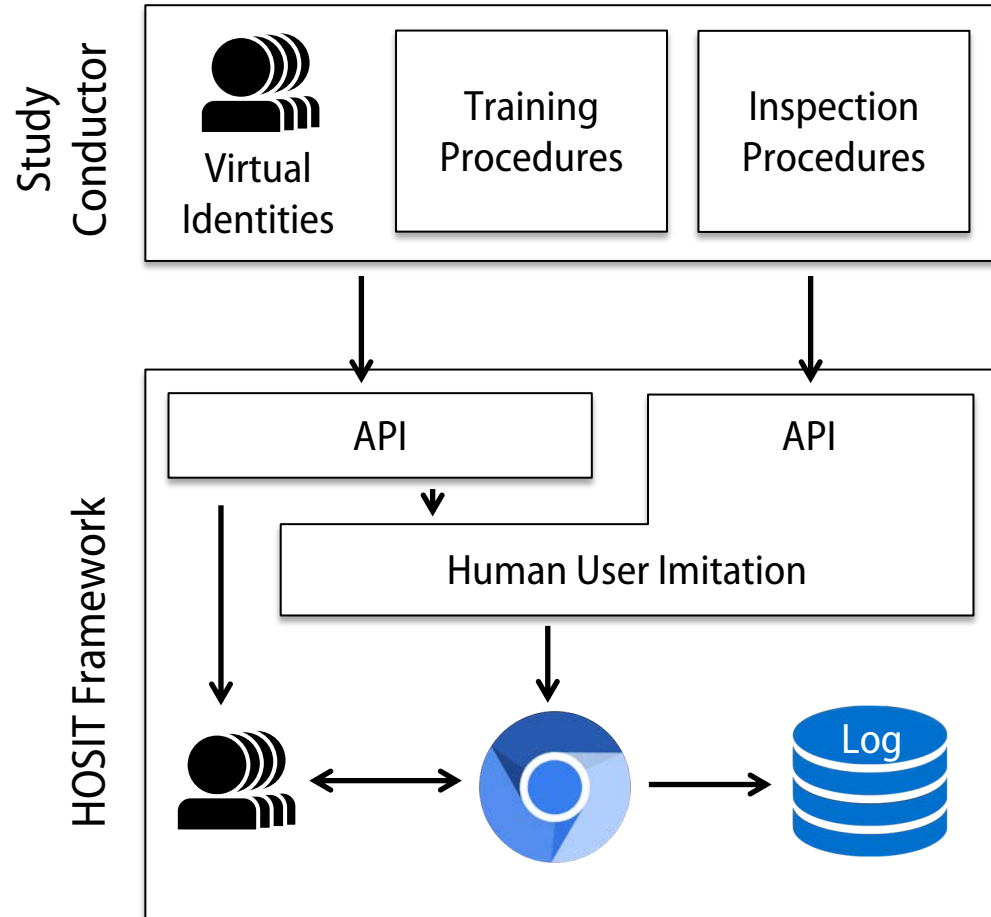 Study
Conductor
Virtual
Identities
Training
Procedures
Inspection
Procedures
HOSIT Framework
API
API
Human User Imitation
Log